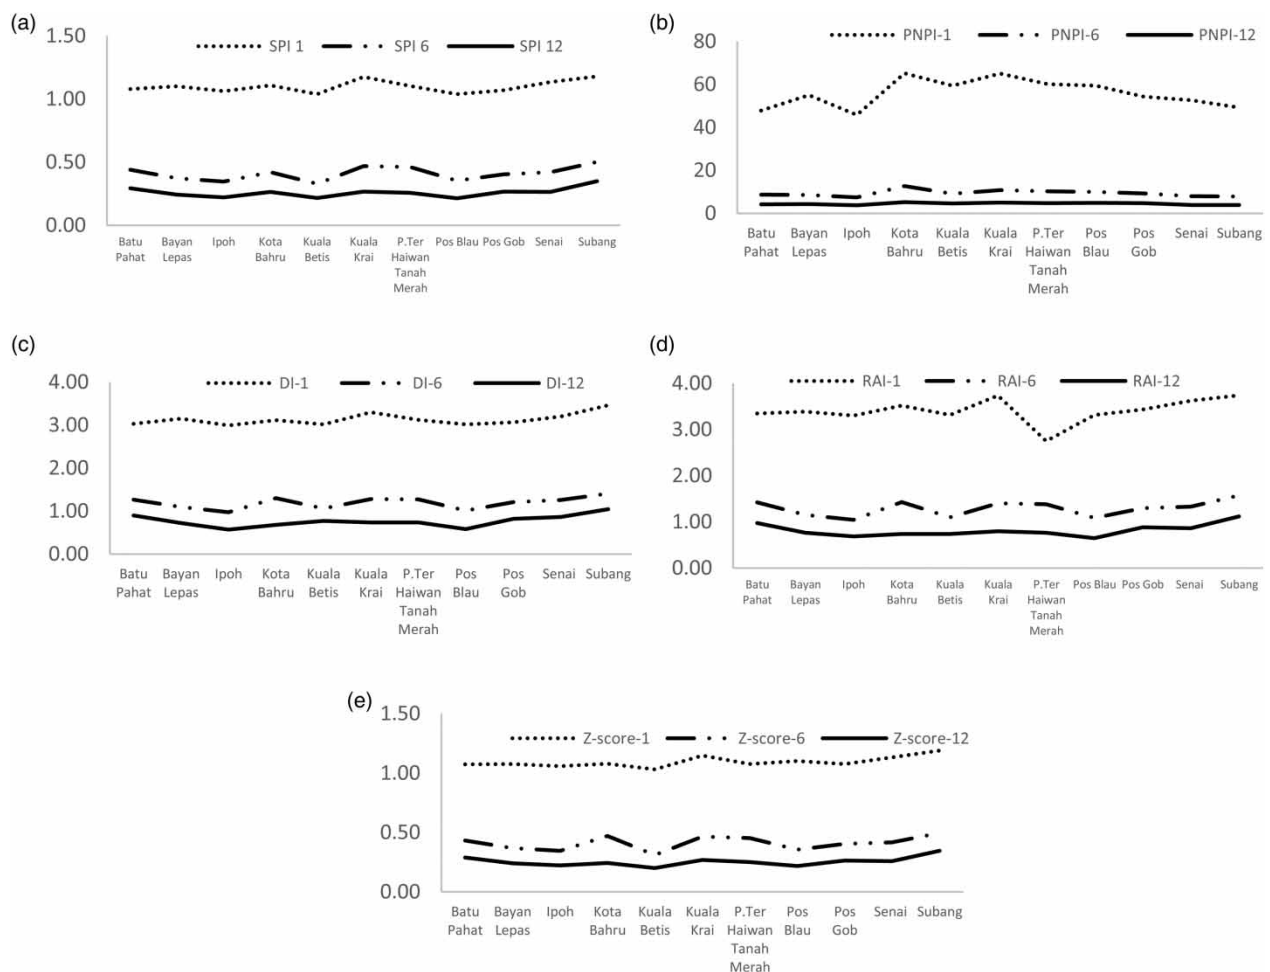 (a)
1.50
SPI 1 SPI 6 SPI 12
1.00
0.50
0.00
Batu Bayan Ipoh Kota Kuala Kuala P.Ter Pos Blau Pos Gob Senai Subang
Pahat Lepas Bahru Betis Krai Haiwan
Tanah
Merah
(b)
80
PNPI-1 PNPI-6 PNPI-12
60
40
20
0
Batu Bayan Ipoh Kota Kuala Kuala P.Ter Pos Pos Senai Subang
Pahat Lepas Bahru Betis Krai Haiwan Blau Gob
Tanah
Merah
(c)
4.00
DI-1 DI-6 DI-12
3.00
2.00
1.00
0.00
Batu Bayan Ipoh Kota Kuala Kuala P.Ter Pos Pos Senai Subang
Pahat Lepas Bahru Betis Krai Haiwan Blau Gob
Tanah
Merah
(d)
4.00
RAI-1 RAI-6 RAI-12
3.00
2.00
1.00
0.00
Batu Bayan Ipoh Kota Kuala Kuala P.Ter Pos Blau Pos Gob Senai Subang
Pahat Lepas Bahru Betis Krai Haiwan
Tanah
Merah
(e)
1.50
Z-score-1 Z-score-6 Z-score-12
1.00
0.50
0.00
Batu Bayan Ipoh Kota Kuala Kuala P.Ter Pos Pos Senai Subang
Pahat Lepas Bahru Betis Krai Haiwan Blau Gob
Tanah
Merah